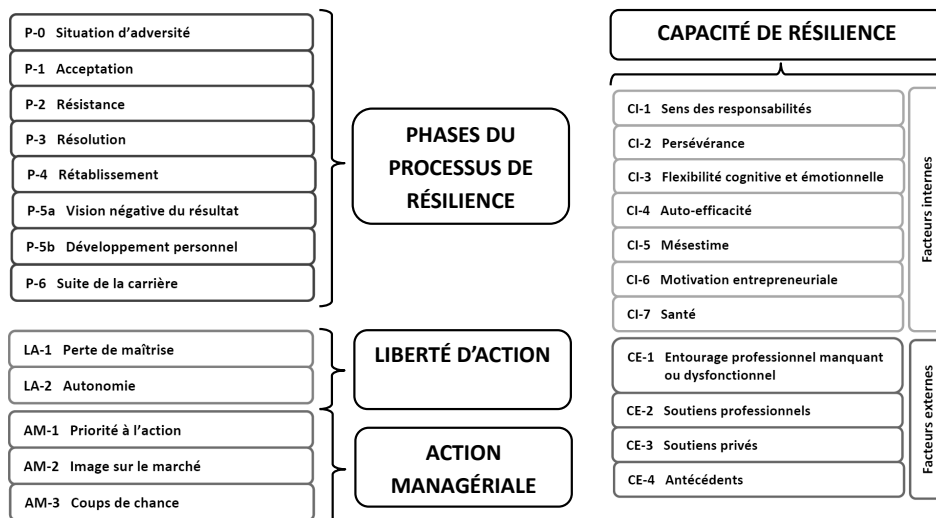 P-0 Situation d’adversité
P-1 Acceptation
P-2 Résistance
P-3 Résolution
P-4 Rétablissement
P-5a Vision négative du résultat
P-5b Développement personnel
P-6 Suite de la carrière
PHASES DU
PROCESSUS DE
RÉSILIENCE
LA-1 Perte de maîtrise
LA-2 Autonomie
LIBERTÉ D’ACTION
AM-1 Priorité à l’action
AM-2 Image sur le marché
AM-3 Coups de chance
ACTION
MANAGÉRIALE
CAPACITÉ DE RÉSILIENCE
CI-1 Sens des responsabilités
CI-2 Persévérance
CI-3 Flexibilité cognitive et émotionnelle
CI-4 Auto-efficacité
CI-5 Mésestime
CI-6 Motivation entrepreneuriale
CI-7 Santé
Facteurs internes
CE-1 Entourage professionnel manquant
ou dysfonctionnel
CE-2 Soutiens professionnels
CE-3 Soutiens privés
CE-4 Antécédents
Facteurs externes